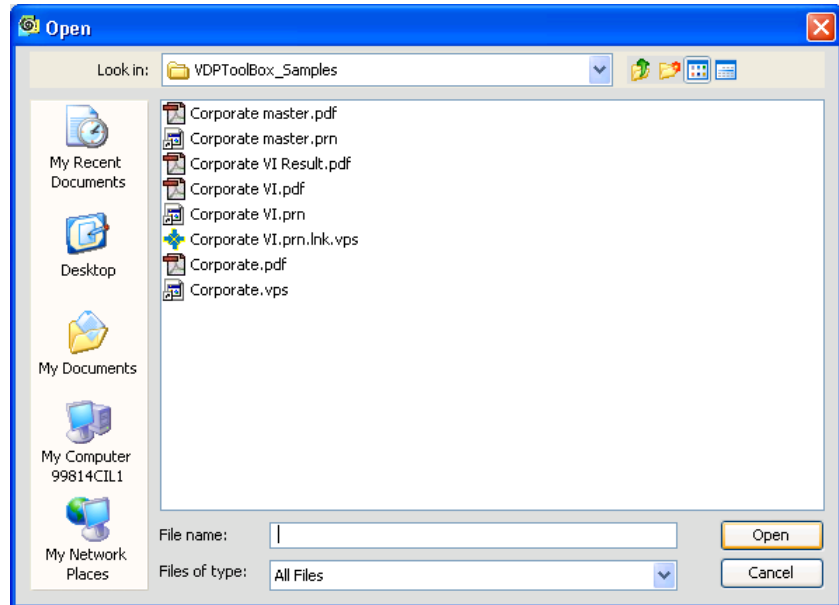 Open
Look in:
VDPToolBox_Samples
My Recent
Documents
Desktop
My Documents
My Computer
99814CIL1
My Network
Places
Corporate master.pdf
Corporate master.prn
Corporate VI Result.pdf
Corporate VI.pdf
Corporate VI.prn
Corporate VI.prn.lnk.vps
Corporate.pdf
Corporate.vps
File name:
Open
Files of type:
All Files
Cancel